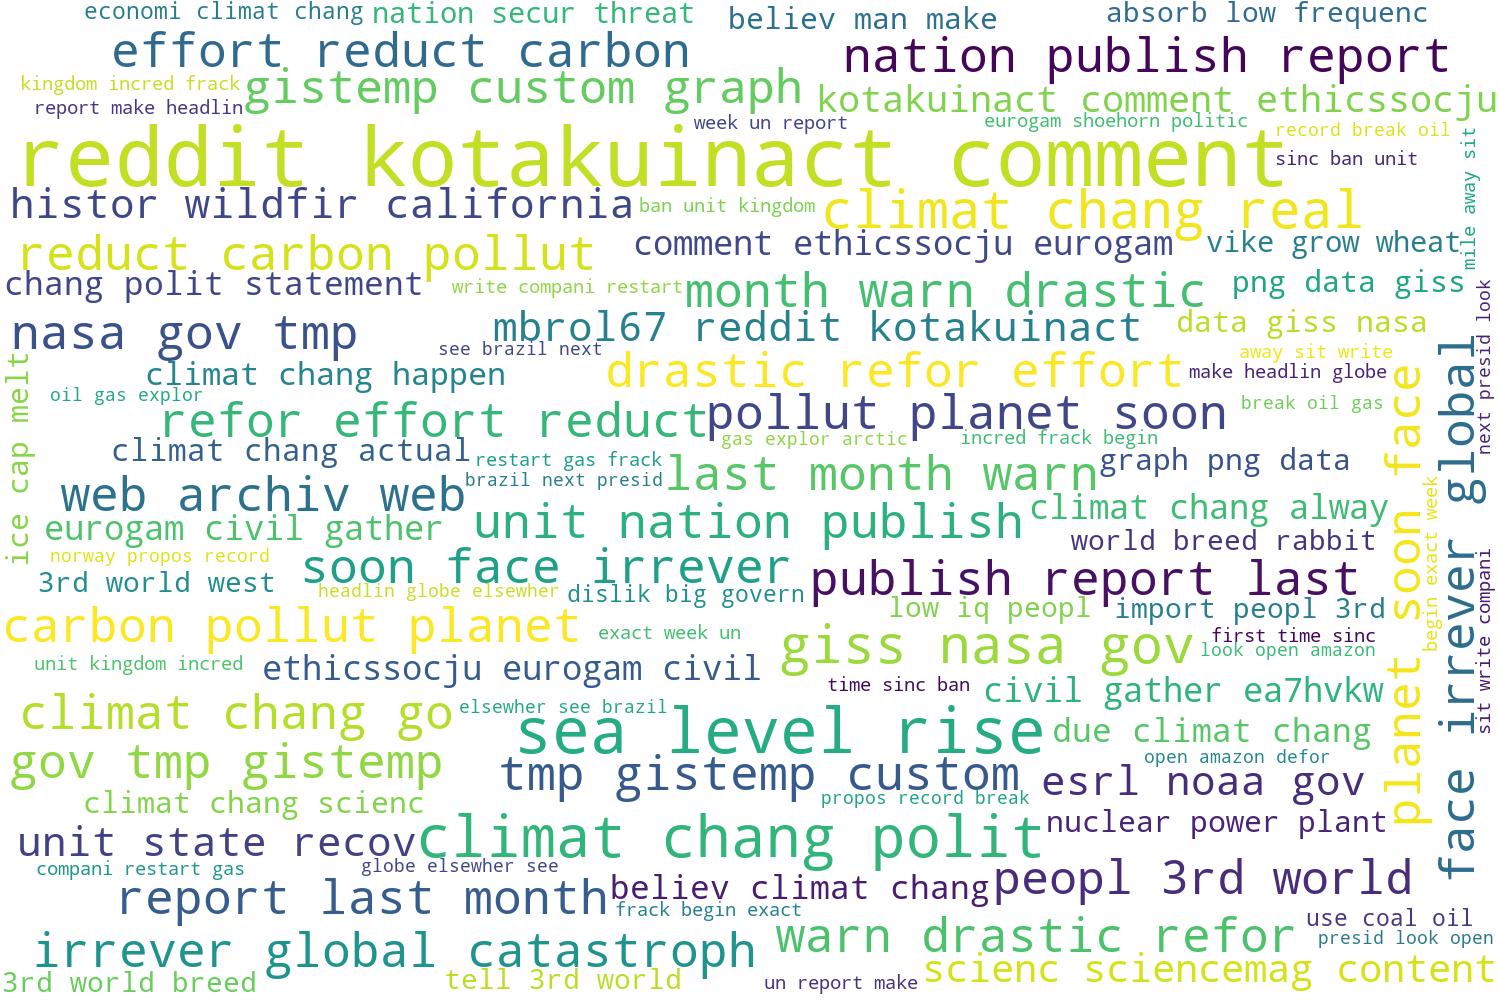 economi climat chang
nation secur threat
believ man make
absorb low frequenc
effort reduct carbon
nation publish report
kingdom incred frack
gistemp custom graph
kotakuinact comment ethicssocju
report make headlin
week un report
eurogam shoehorn politic
record break oil
reddit kotakuinact comment
sinc ban unit
mile away sit
histor wildfir california
ban unit kingdom
climat chang real
reduct carbon pollut
comment ethicssocju eurogam
vike grow wheat
chang polit statement
write compani restart
month warn drastic
png data giss
next presid look
nasa gov tmp
mbrol67 reddit kotakuinact
data giss nasa
see brazil next
away sit write
ice cap melt
climat chang happen
drastic refor effort
make headlin globe
oil gas explor
refor effort reduct
pollut planet soon
break oil gas
planet soon face
face irrever global
climat chang actual
gas explor arctic
incred frack begin
restart gas frack
last month warn
graph png data
web archiv web
brazil next presid
begin exact week
eurogam civil gather
unit nation publish
climat chang alway
norway propos record
soon face irrever
world breed rabbit
sit write compani
3rd world west
headlin globe elsewher
dislik big govern
publish report last
carbon pollut planet
exact week un
low iq peopl
import peopl 3rd
unit kingdom incred
ethicssocju eurogam civil
giss nasa gov
first time sinc
look open amazon
time sinc ban
civil gather ea7hvkw
climat chang go
elsewher see brazil
sea level rise
due climat chang
gov tmp gistemp
tmp gistemp custom
open amazon defor
esrl noaa gov
climat chang scienc
propos record break
unit state recov
climat chang polit
nuclear power plant
compani restart gas
globe elsewher see
report last month
believ climat chang
peopl 3rd world
frack begin exact
use coal oil
irrever global catastroph
warn drastic refor
presid look open
3rd world breed
tell 3rd world
un report make
scienc sciencemag content